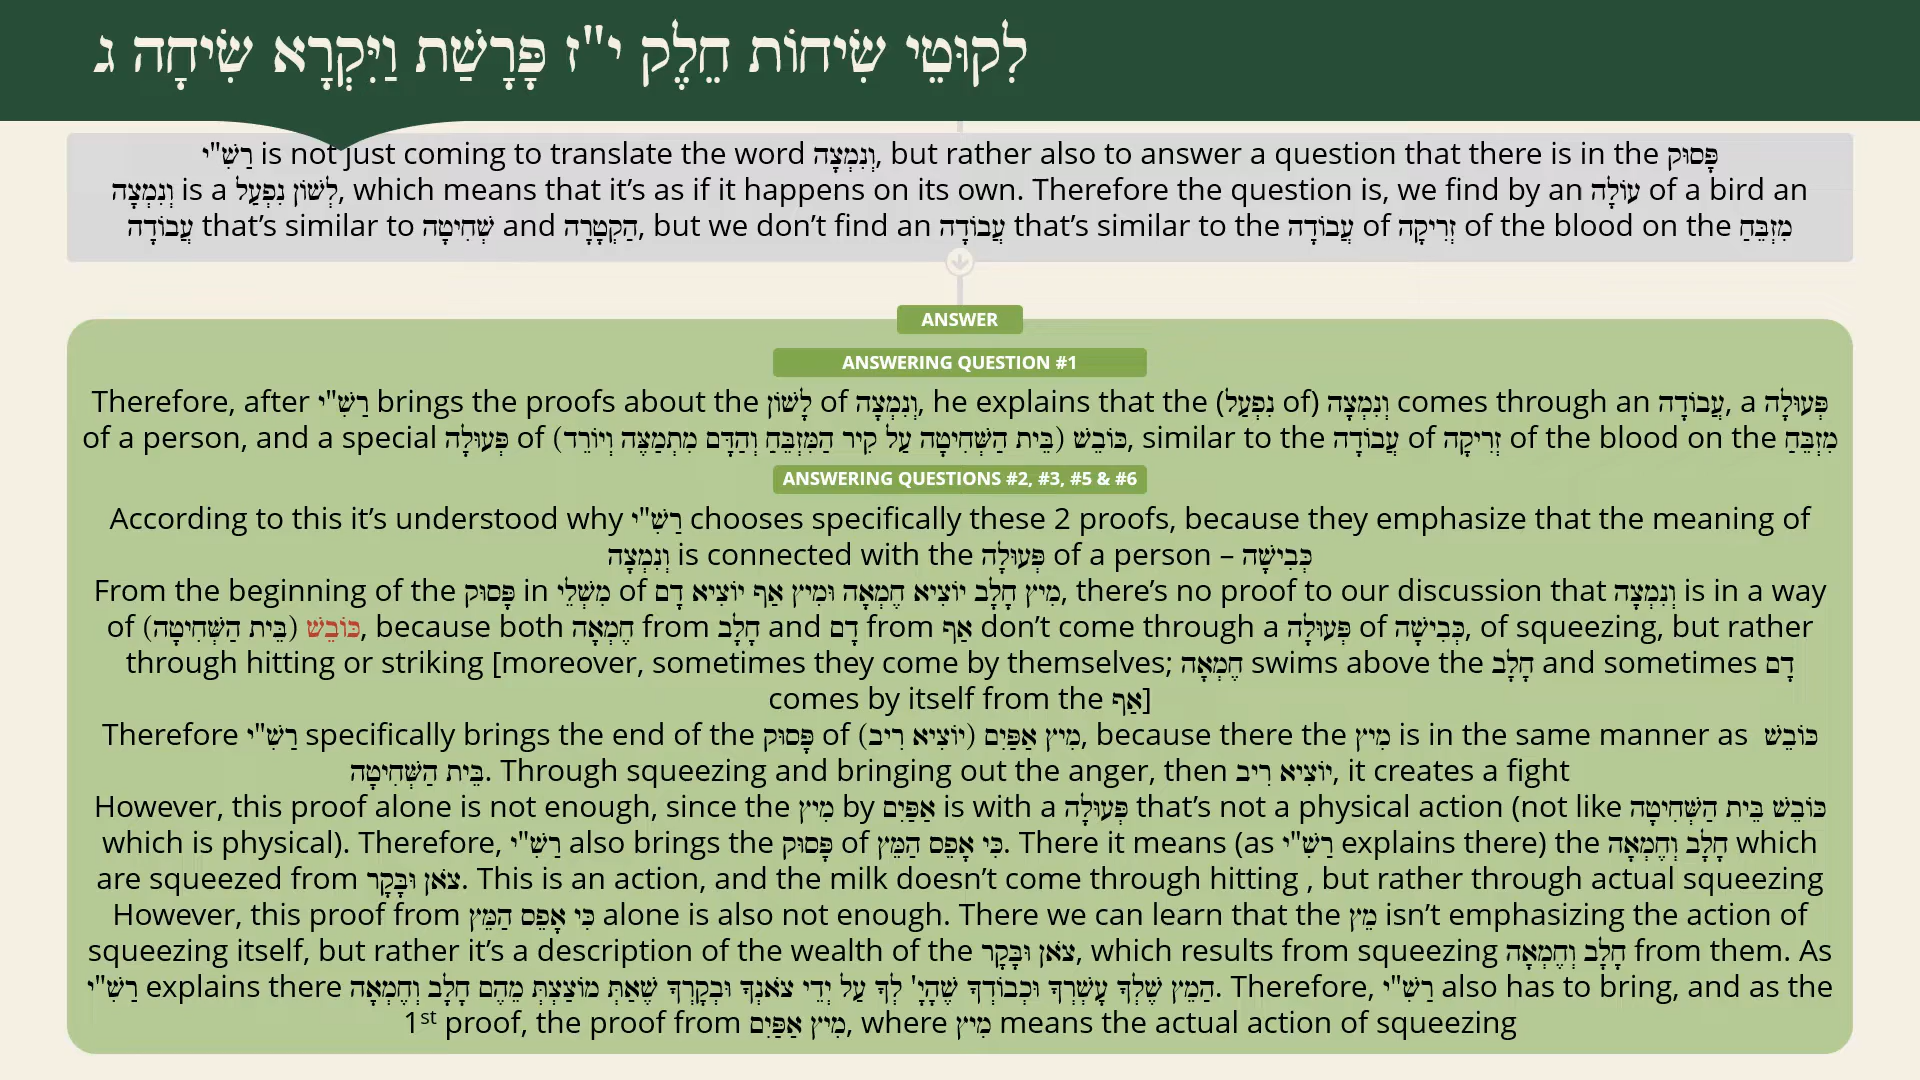 לִקּוּטֵי שִׂיחוֹת חֵלֶק י"ז פָּרָשַׁת וַיִּקְרָא שִׂיחָה ג
רַשִׁ"י is not just coming to translate the word וְנִמְצָה, but rather also to answer a question that there is in the פָּסוּק
וְנִמְצָה is a לְשׁוֹן נִפְעַל, which means that it’s as if it happens on its own. Therefore the question is, we find by an עוֹלָה of a bird an
עֲבוֹדָה that’s similar to שְׁחִיטָה and הַקְטָרָה, but we don’t find an עֲבוֹדָה that’s similar to the עֲבוֹדָה of זְרִיקָה of the blood on the מִזְבֵּחַ
ANSWER
ANSWERING QUESTION #1
Therefore, after רַשִׁ"י brings the proofs about the לָשׁוֹן of וְנִמְצָה, he explains that the (נִפְעַל of) וְנִמְצָה comes through an עֲבוֹדָה, a פְּעוּלָה
of a person, and a special פְּעוּלָה of כּוֹבֵשׁ (בֵּית הַשְּׁחִיטָה עַל קִיר הַמִּזְבֵּחַ וְהַדָּם מִתְמַצֶּה וְיוֹרֵד), similar to the עֲבוֹדָה of זְרִיקָה of the blood on the מִזְבֵּחַ
ANSWERING QUESTIONS #2, #3, #5 & #6
According to this it’s understood why רַשִׁ"י chooses specifically these 2 proofs, because they emphasize that the meaning of
וְנִמְצָה is connected with the פְּעוּלָה of a person – כְּבִישָׁה
From the beginning of the פָּסוּק in מִשְׁלֵי of מִיץ חָלָב יוֹצִיא חֶמְאָה וּמִיץ אַף יוֹצִיא דָם, there’s no proof to our discussion that וְנִמְצָה is in a way
of כּוֹבֵשׁ (בֵּית הַשְּׁחִיטָה), because both חֶמְאָה from חָלָב and דָם from אַף don’t come through a פְּעוּלָה of כְּבִישָׁה, of squeezing, but rather
through hitting or striking [moreover, sometimes they come by themselves; חֶמְאָה swims above the חָלָב and sometimes דָם
comes by itself from the אַף]
Therefore רַשִׁ"י specifically brings the end of the פָּסוּק of מִיץ אַפַּיִם (יוֹצִיא רִיב), because there the מִיץ is in the same manner as כּוֹבֵשׁ
בֵּית הַשְּׁחִיטָה. Through squeezing and bringing out the anger, then יוֹצִיא רִיב, it creates a fight
However, this proof alone is not enough, since the מִיץ by אַפַּיִם is with a פְּעוּלָה that’s not a physical action (not like כּוֹבֵשׁ בֵּית הַשְּׁחִיטָה
which is physical). Therefore, רַשִׁ"י also brings the פָּסוּק of כִּי אָפֵס הַמֵּץ. There it means (as רַשִׁ"י explains there) the חָלָב וְחֶמְאָה which
are squeezed from צֹאן וּבָקָר. This is an action, and the milk doesn’t come through hitting , but rather through actual squeezing
However, this proof from כִּי אָפֵס הַמֵּץ alone is also not enough. There we can learn that the מֵץ isn’t emphasizing the action of
squeezing itself, but rather it’s a description of the wealth of the צֹאן וּבָקָר, which results from squeezing חָלָב וְחֶמְאָה from them. As
רַשִׁ"י explains there הַמֵּץ שֶׁלְּךָ עָשְׁרְךָ וּכְבוֹדְךָ שֶׁהָיָ' לְךָ עַל יְדֵי צֹאנְךָ וּבְקָרְךָ שֶׁאַתְּ מוֹצַצְתְּ מֵהֶם חָלָב וְחֶמְאָה. Therefore, רַשִׁ"י also has to bring, and as the
1st proof, the proof from מִיץ אַפַּיִם, where מִיץ means the actual action of squeezing